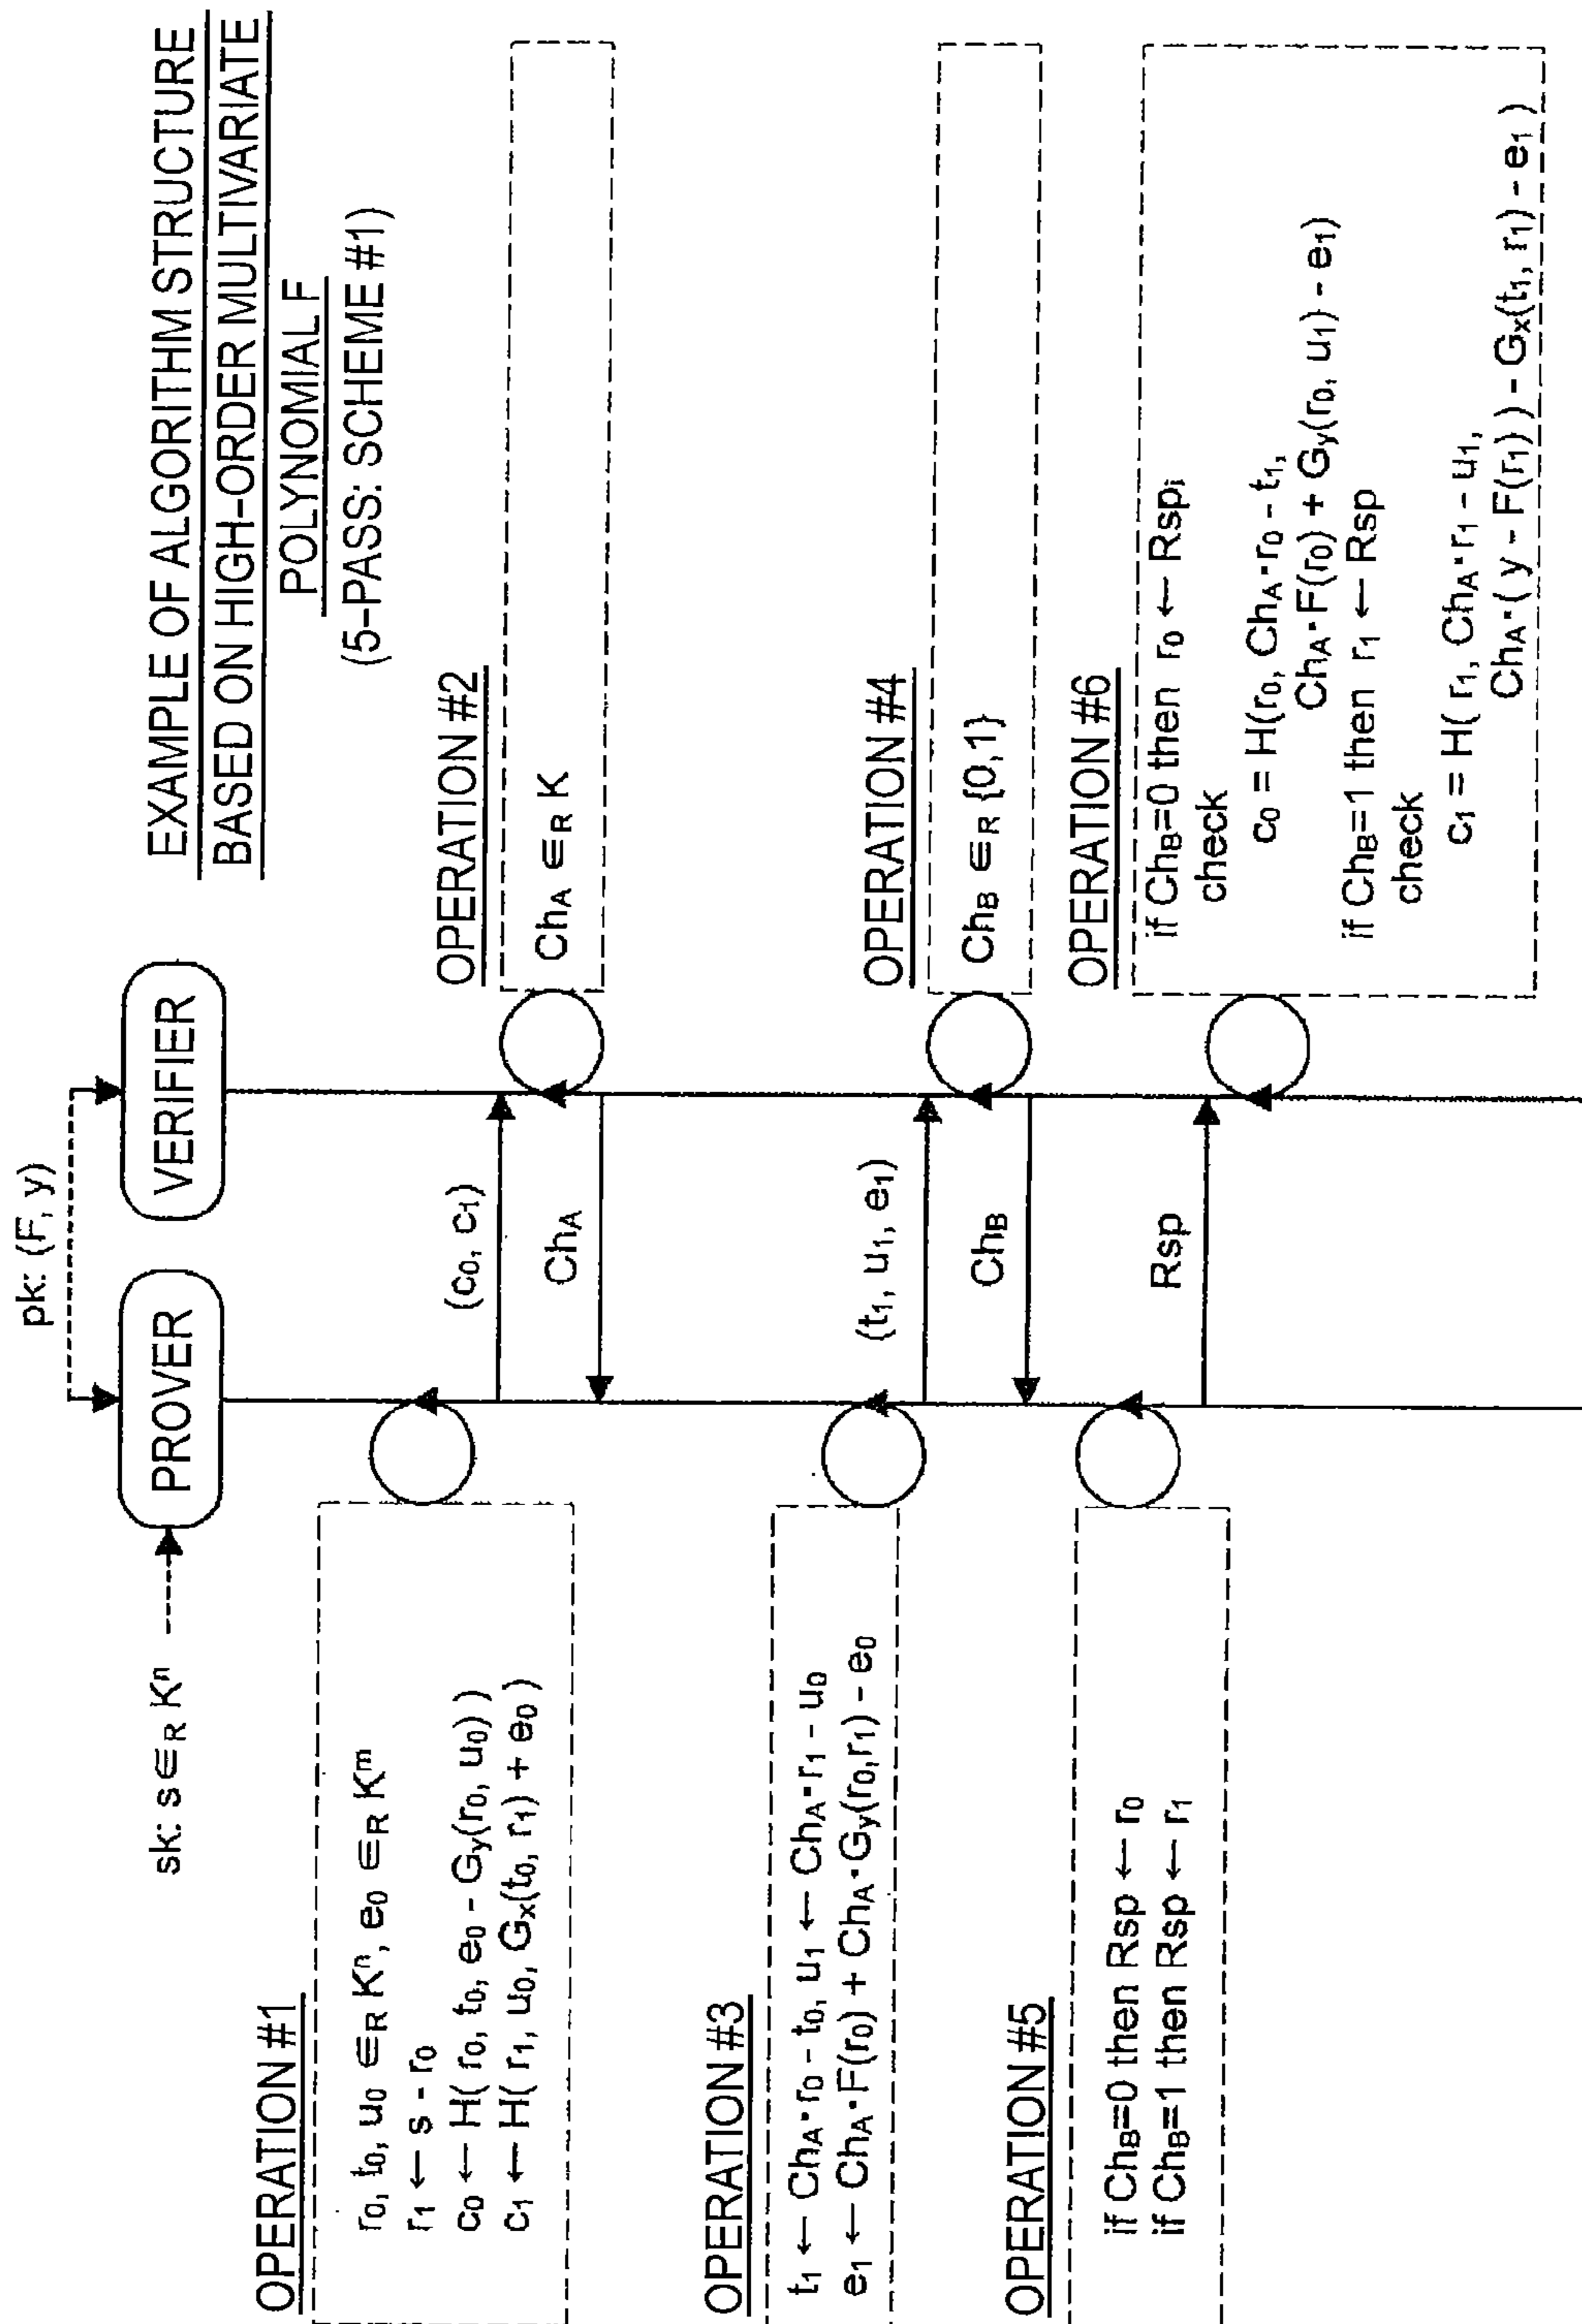 EXAMPLE OF ALGORITHM STRUCTURE
BASED ON HIGH-ORDER MULTIVARIATE
POLYNOMIAL F
(5-PASS: SCHEME #1)
pk: (F, y)
sk: s ∈R Kⁿ
PROVER
VERIFIER
OPERATION #1
r₀, t₀, u₀ ∈R Kⁿ, e₀ ∈R Kᵐ
r₁ ← s - r₀
c₀ ← H( r₀, t₀, e₀ - Gy(r₀, u₀) )
c₁ ← H( r₁, u₀, Gx(t₀, r₁) + e₀ )
(c₀, c₁)
OPERATION #2
ChA ∈R K
ChA
OPERATION #3
t₁ ← ChA·r₀ - t₀, u₁ ← ChA·r₁ - u₀
e₁ ← ChA·F(r₀) + ChA·Gy(r₀,r₁) - e₀
(t₁, u₁, e₁)
OPERATION #4
ChB ∈R {0,1}
ChB
OPERATION #5
if ChB=0 then Rsp ← r₀
if ChB=1 then Rsp ← r₁
Rsp
OPERATION #6
if ChB=0 then r₀ ← Rsp;
check
c₀ = H(r₀, ChA·r₀ - t₁,
ChA·F(r₀) + Gy(r₀, u₁) - e₁)
if ChB=1 then r₁ ← Rsp
check
c₁ = H( r₁, ChA·r₁ - u₁,
ChA·( y - F(r₁) ) - Gx(t₁, r₁) - e₁ )